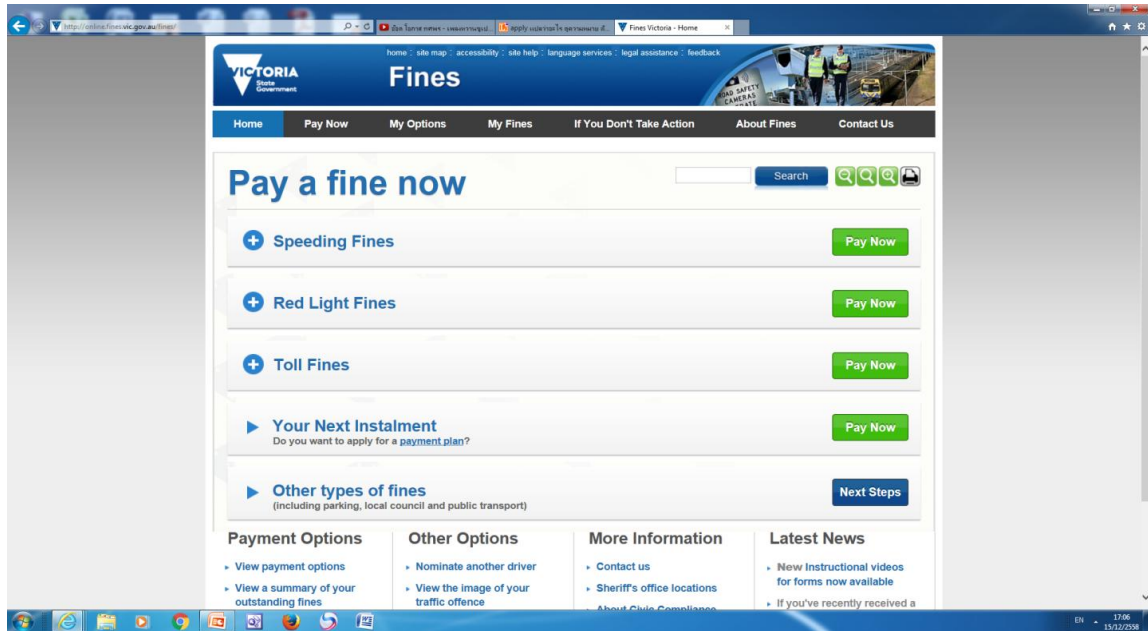 http://online.fines.vic.gov.au/fines/
Fines Victoria - Home
home : site map : accessibility : site help : language services : legal assistance : feedback
VICTORIA
State
Government
Fines
ROAD SAFETY
CAMERAS
Home Pay Now My Options My Fines If You Don't Take Action About Fines Contact Us
Pay a fine now
Search
Speeding Fines
Pay Now
Red Light Fines
Pay Now
Toll Fines
Pay Now
Your Next Instalment
Do you want to apply for a payment plan?
Pay Now
Other types of fines
(including parking, local council and public transport)
Next Steps
Payment Options
View payment options
View a summary of your
outstanding fines
Other Options
Nominate another driver
View the image of your
traffic offence
More Information
Contact us
Sheriff's office locations
About Civic Compliance
Latest News
New Instructional videos
for forms now available
If you've recently received a
EN
17:06
15/12/2558